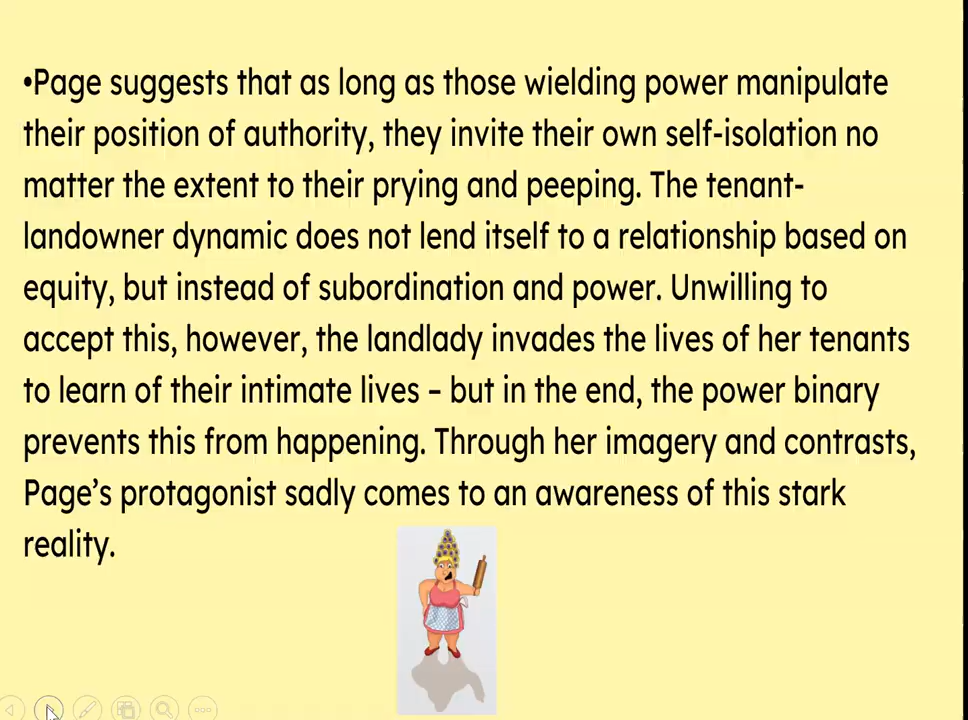 •Page suggests that as long as those wielding power manipulate
their position of authority, they invite their own self-isolation no
matter the extent to their prying and peeping. The tenant-
landowner dynamic does not lend itself to a relationship based on
equity, but instead of subordination and power. Unwilling to
accept this, however, the landlady invades the lives of her tenants
to learn of their intimate lives – but in the end, the power binary
prevents this from happening. Through her imagery and contrasts,
Page’s protagonist sadly comes to an awareness of this stark
reality.